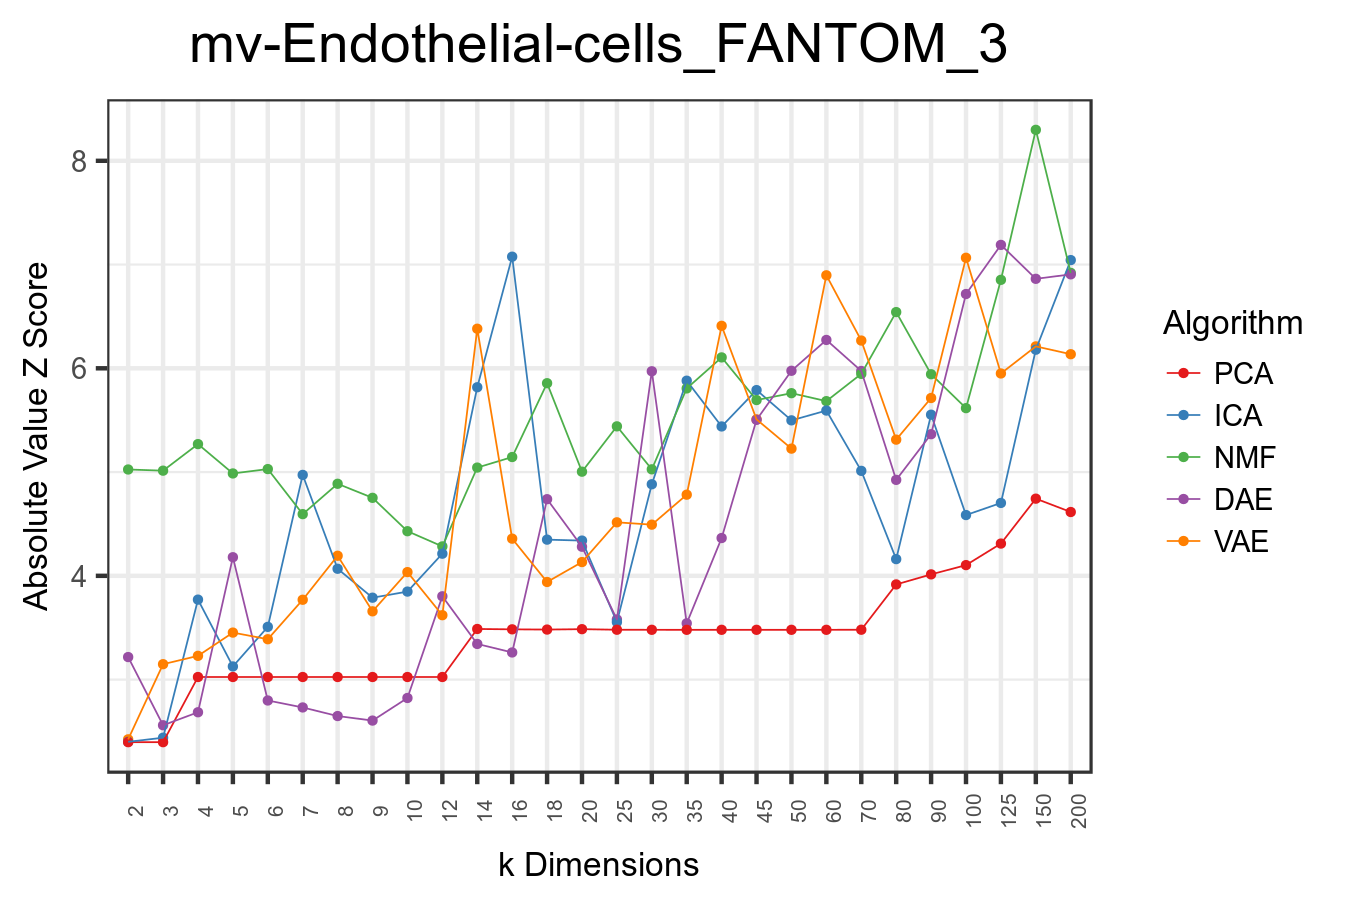 mv-Endothelial-cells_FANTOM_3
Absolute Value Z Score
8
6
4
2 3 4 5 6 7 8 9 10 12 14 16 18 20 25 30 35 40 45 50 60 70 80 90 100 125 150 200
k Dimensions
Algorithm
PCA
ICA
NMF
DAE
VAE